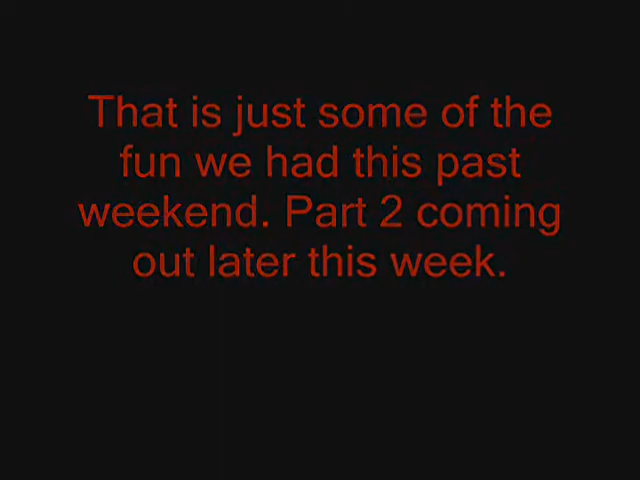 That is just some of the
fun we had this past
weekend. Part 2 coming
out later this week.